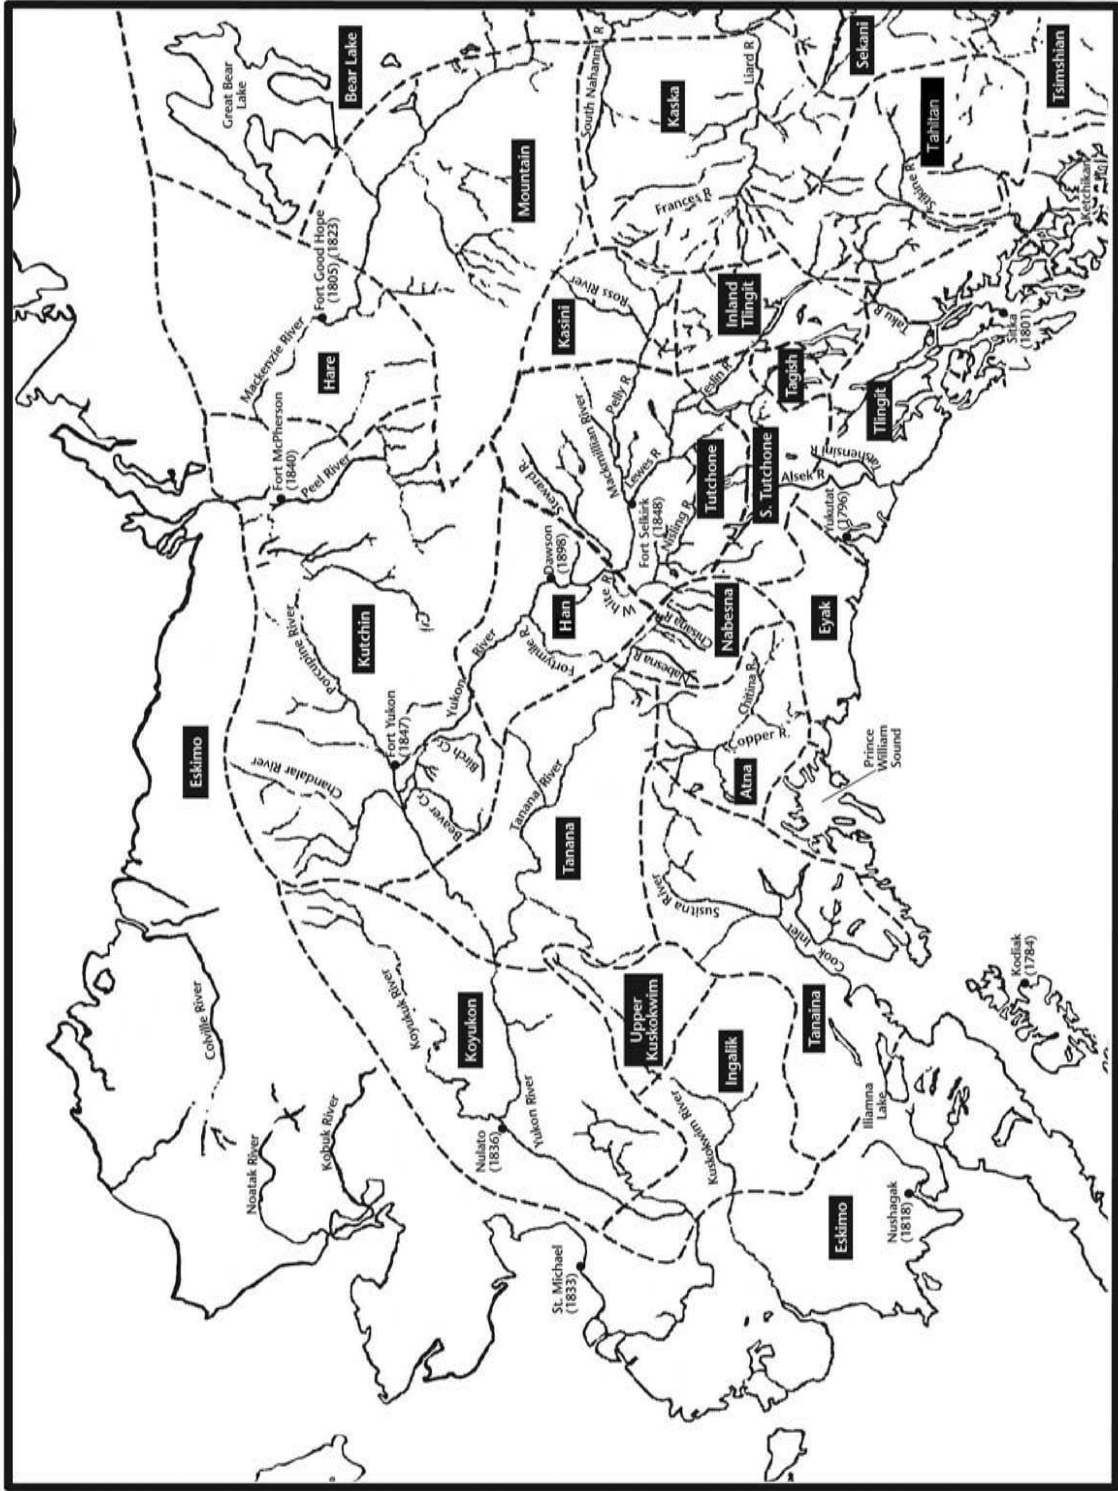 Great Bear
Lake
Bear Lake
Mountain
South Nahanni R
Kaska
Liard R
Sekani
Tahltan
Tsimshian
Stikine R
Ketchikan
Frances R
Fort Good Hope
(1805) (1823)
Mackenzie River
Hare
Fort McPherson
(1840)
Peel River
Kasini
Ross River
Inland
Tlingit
Taku R
Sitka
(1801)
Tagish
Teslin R
Tlingit
Pelly R
Mackmillian River
Lewes R
Steward R.
Fort Selkirk
(1848)
Nisling R
Tutchone
S. Tutchone
Alsek R
Tatshensini R
Yukutat
(1796)
Dawson
(1898)
Han
White R
Fortymile R.
Yukon River
Nabesna
Chisana R
Nabesna R
Eyak
Chitina R
Copper R.
Atna
Prince
William
Sound
Kutchin
Porcupine River
Fort Yukon
(1847)
Birch Cr
Beaver Cr
Chandalar River
Eskimo
Tanana River
Tanana
Susitna River
Cook Inlet
Kodiak
(1784)
Colville River
Koyukuk River
Koyukon
Upper
Kuskokwim
Ingalik
Tanaina
Iliamna
Lake
Noatak River
Kobuk River
Nulato
(1836)
Yukon River
Kuskokwim River
Eskimo
Nushagak
(1818)
St. Michael
(1833)